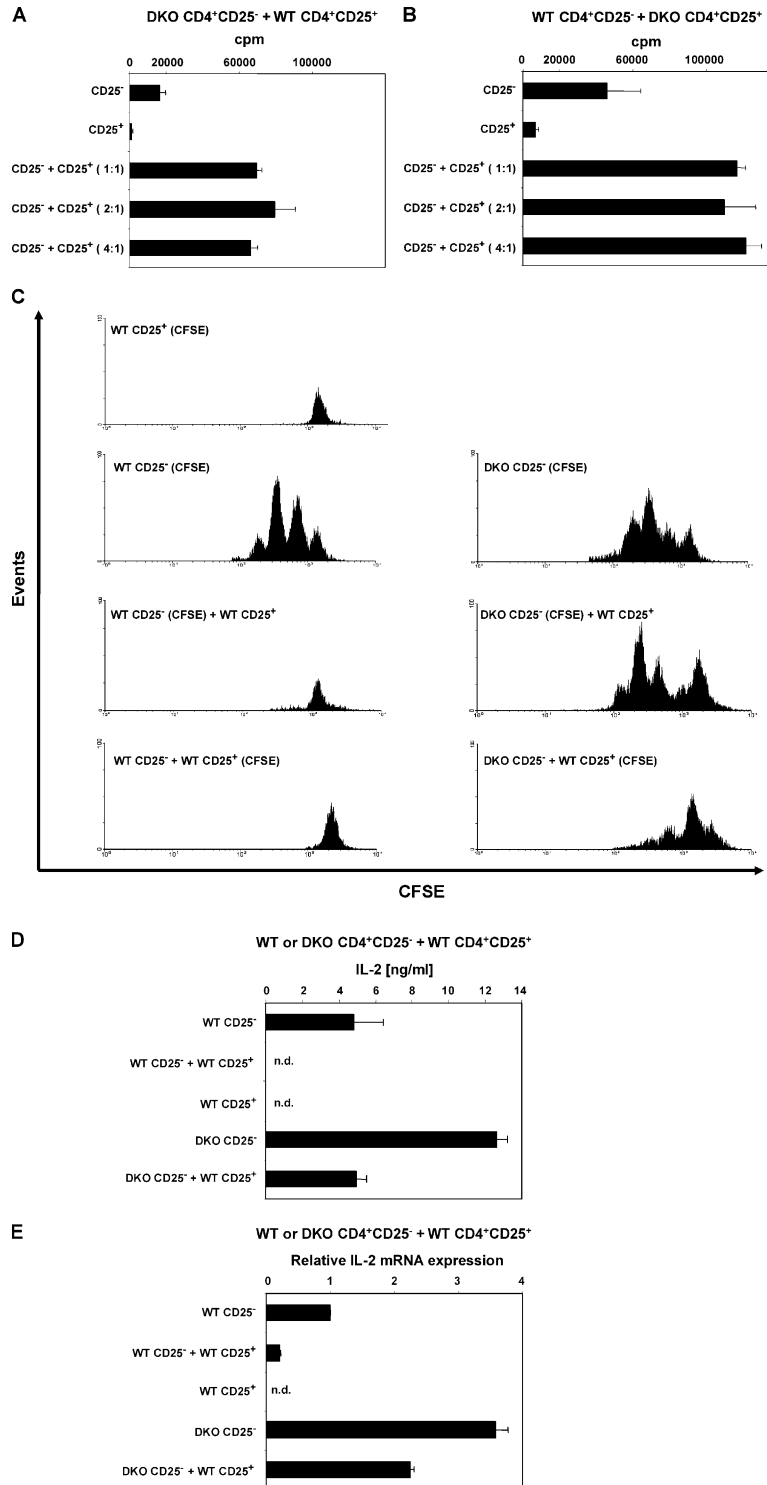 A
DKO CD4⁺CD25⁻ + WT CD4⁺CD25⁺
cpm
0 20000 60000 100000
CD25⁻
CD25⁺
CD25⁻ + CD25⁺ ( 1:1)
CD25⁻ + CD25⁺ ( 2:1)
CD25⁻ + CD25⁺ ( 4:1)
B
WT CD4⁺CD25⁻ + DKO CD4⁺CD25⁺
cpm
0 20000 60000 100000
CD25⁻
CD25⁺
CD25⁻ + CD25⁺ ( 1:1)
CD25⁻ + CD25⁺ ( 2:1)
CD25⁻ + CD25⁺ ( 4:1)
C
Events
WT CD25⁺ (CFSE)
WT CD25⁻ (CFSE)
DKO CD25⁻ (CFSE)
WT CD25⁻ (CFSE) + WT CD25⁺
DKO CD25⁻ (CFSE) + WT CD25⁺
WT CD25⁻ + WT CD25⁺ (CFSE)
DKO CD25⁻ + WT CD25⁺ (CFSE)
CFSE
D
WT or DKO CD4⁺CD25⁻ + WT CD4⁺CD25⁺
IL-2 [ng/ml]
0 2 4 6 8 10 12 14
WT CD25⁻
WT CD25⁻ + WT CD25⁺ n.d.
WT CD25⁺ n.d.
DKO CD25⁻
DKO CD25⁻ + WT CD25⁺
E
WT or DKO CD4⁺CD25⁻ + WT CD4⁺CD25⁺
Relative IL-2 mRNA expression
0 1 2 3 4
WT CD25⁻
WT CD25⁻ + WT CD25⁺
WT CD25⁺ n.d.
DKO CD25⁻
DKO CD25⁻ + WT CD25⁺